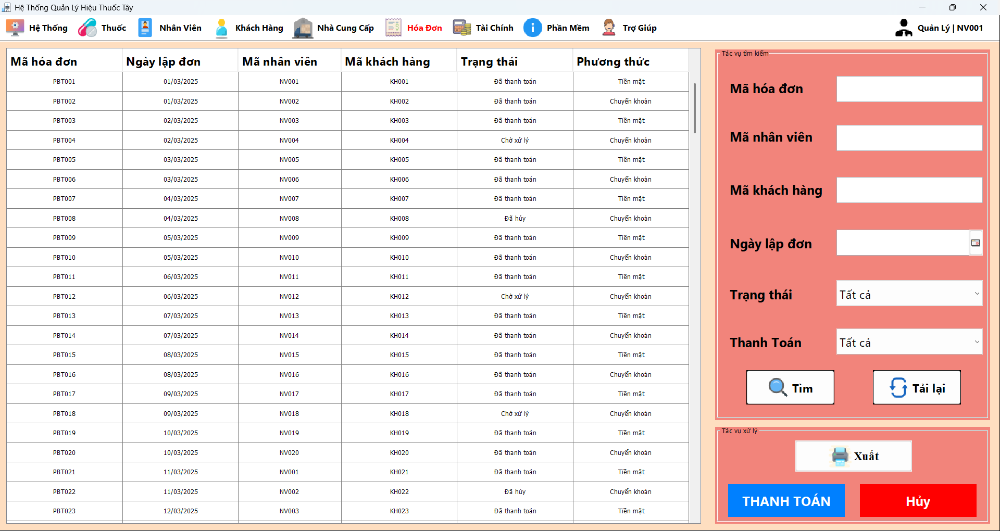 Hệ Thống Quản Lý Hiệu Thuốc Tây
Hệ Thống Thuốc Nhân Viên Khách Hàng Nhà Cung Cấp Hóa Đơn Tài Chính Phần Mềm Trợ Giúp Quản Lý | NV001
Mã hóa đơn Ngày lập đơn Mã nhân viên Mã khách hàng Trạng thái Phương thức
PBT001 01/03/2025 NV001 KH001 Đã thanh toán Tiền mặt
PBT002 01/03/2025 NV002 KH002 Đã thanh toán Chuyển khoản
PBT003 02/03/2025 NV003 KH003 Đã thanh toán Tiền mặt
PBT004 02/03/2025 NV004 KH004 Chờ xử lý Chuyển khoản
PBT005 03/03/2025 NV005 KH005 Đã thanh toán Tiền mặt
PBT006 03/03/2025 NV006 KH006 Đã thanh toán Chuyển khoản
PBT007 04/03/2025 NV007 KH007 Đã thanh toán Tiền mặt
PBT008 04/03/2025 NV008 KH008 Đã hủy Chuyển khoản
PBT009 05/03/2025 NV009 KH009 Đã thanh toán Tiền mặt
PBT010 05/03/2025 NV010 KH010 Đã thanh toán Chuyển khoản
PBT011 06/03/2025 NV011 KH011 Đã thanh toán Tiền mặt
PBT012 06/03/2025 NV012 KH012 Chờ xử lý Chuyển khoản
PBT013 07/03/2025 NV013 KH013 Đã thanh toán Tiền mặt
PBT014 07/03/2025 NV014 KH014 Đã thanh toán Chuyển khoản
PBT015 08/03/2025 NV015 KH015 Đã thanh toán Tiền mặt
PBT016 08/03/2025 NV016 KH016 Đã thanh toán Chuyển khoản
PBT017 09/03/2025 NV017 KH017 Đã thanh toán Tiền mặt
PBT018 09/03/2025 NV018 KH018 Chờ xử lý Chuyển khoản
PBT019 10/03/2025 NV019 KH019 Đã thanh toán Tiền mặt
PBT020 10/03/2025 NV020 KH020 Đã thanh toán Chuyển khoản
PBT021 11/03/2025 NV001 KH021 Đã thanh toán Tiền mặt
PBT022 11/03/2025 NV002 KH022 Đã hủy Chuyển khoản
PBT023 12/03/2025 NV003 KH023 Đã thanh toán Tiền mặt
Tác vụ tìm kiếm
Mã hóa đơn
Mã nhân viên
Mã khách hàng
Ngày lập đơn
Trạng thái Tất cả
Thanh Toán Tất cả
Tìm Tải lại
Tác vụ xử lý
Xuất
THANH TOÁN Hủy